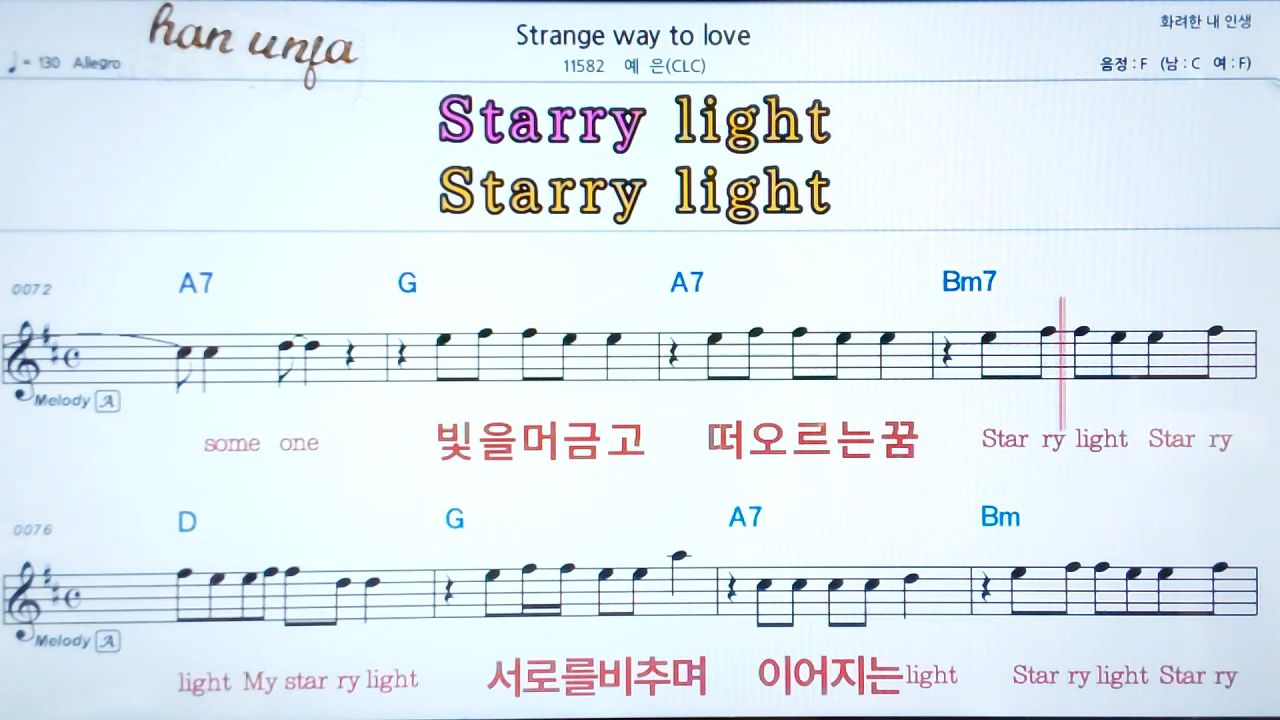 han unja
Strange way to love
화려한 내 인생
♩ = 130 Allegro
11582 예 은(CLC)
음정 : F (남 : C 여 : F)
Starry light
Starry light
A7 G A7 Bm7
0072
Melody A
some one 빛을머금고 떠오르는꿈 Star ry light Star ry
D G A7 Bm
0076
Melody A
light My star ry light 서로를비추며 이어지는light Star ry light Star ry